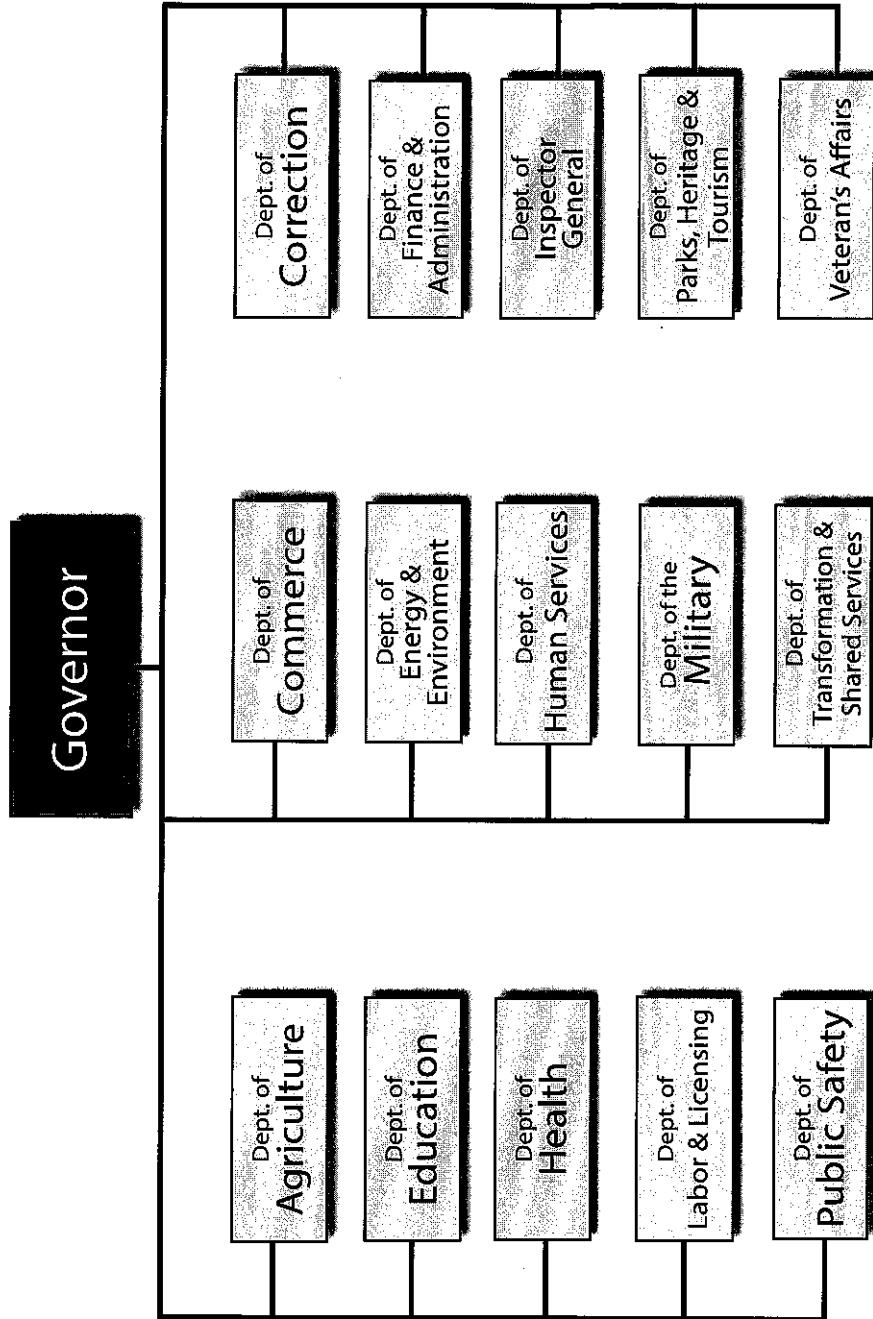 Governor
Dept. of
Agriculture
Dept. of
Commerce
Dept. of
Correction
Dept. of
Education
Dept. of
Energy &
Environment
Dept. of
Finance &
Administration
Dept. of
Health
Dept. of
Human Services
Dept. of
Inspector
General
Dept. of
Labor & Licensing
Dept. of the
Military
Dept. of
Parks, Heritage &
Tourism
Dept. of
Public Safety
Dept. of
Transformation &
Shared Services
Dept. of
Veteran's Affairs